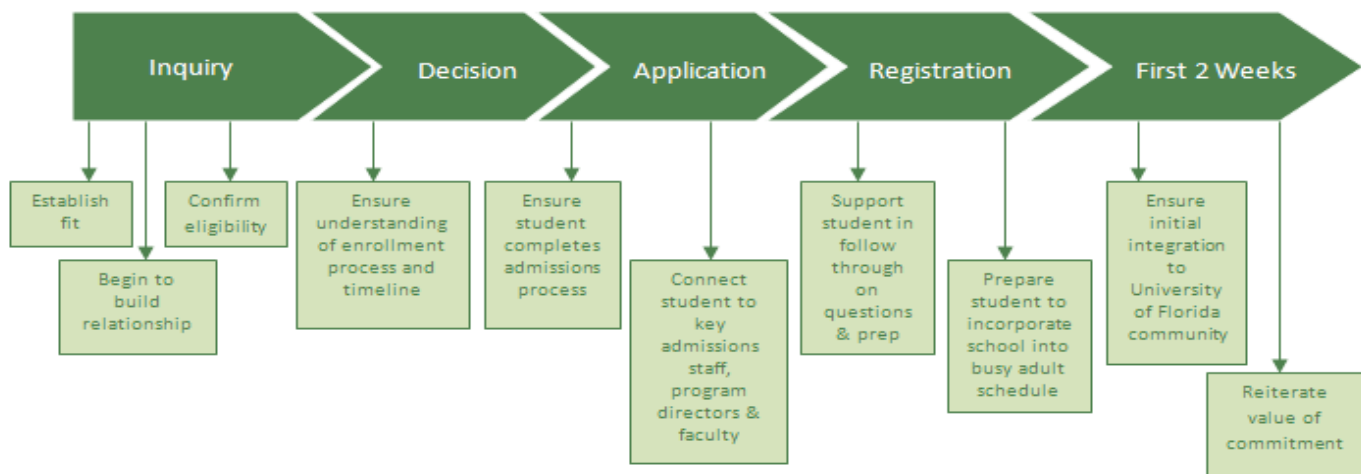 Inquiry
Decision
Application
Registration
First 2 Weeks
Establish
fit
Begin to
build
relationship
Confirm
eligibility
Ensure
understanding
of enrollment
process and
timeline
Ensure
student
completes
admissions
process
Connect
student to
key
admissions
staff,
program
directors &
faculty
Support
student in
follow
through
on
questions
& prep
Prepare
student to
incorporate
school into
busy adult
schedule
Ensure
initial
integration
to
University
of Florida
community
Reiterate
value of
commitment